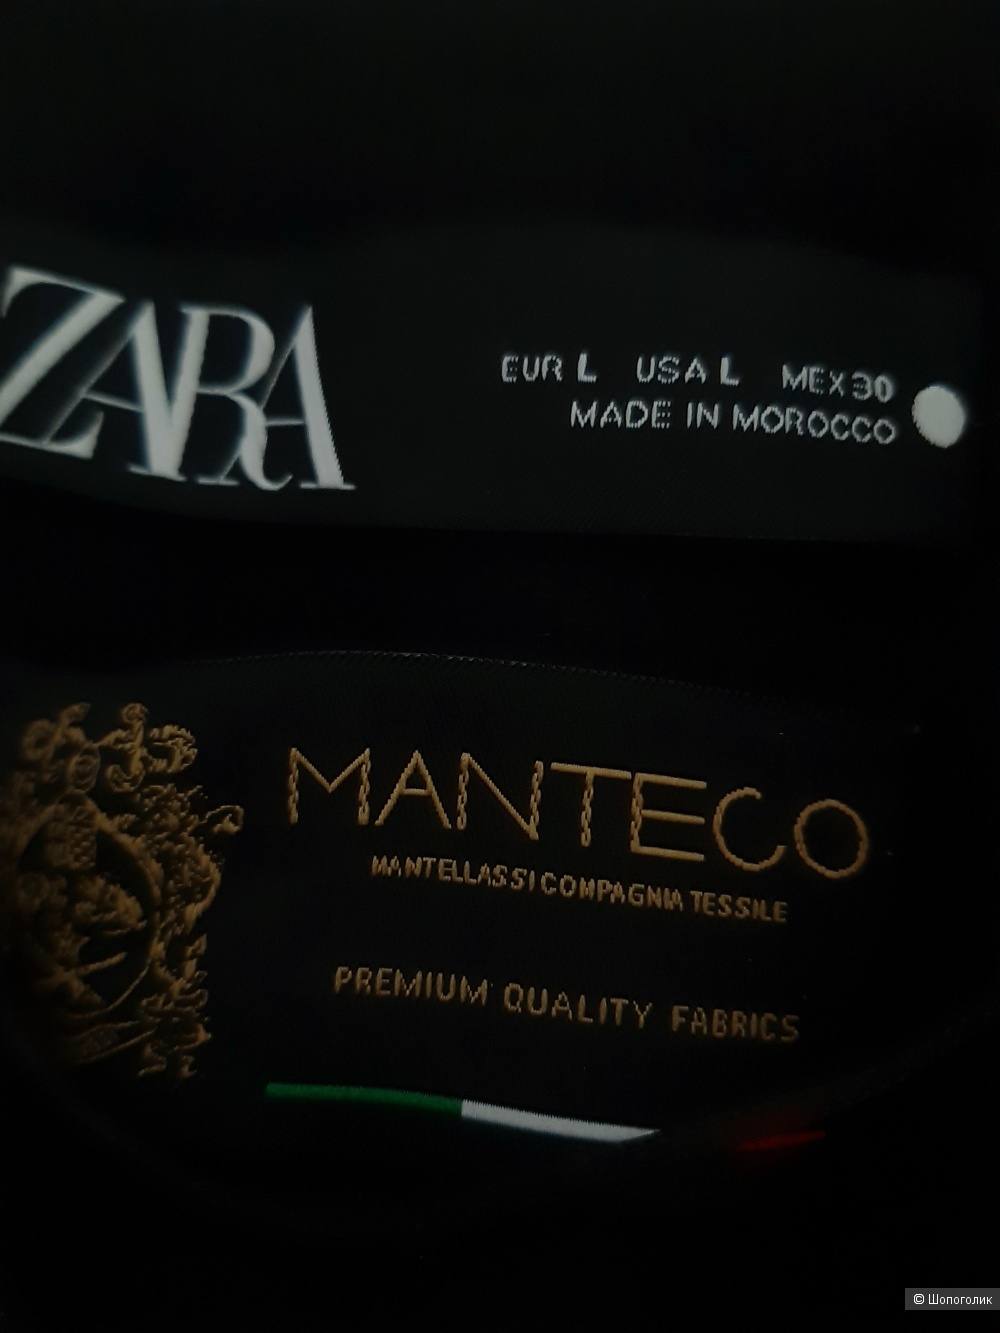 ZARA
EUR L USA L MEX 30
MADE IN MOROCCO
MANTECO
MANTELLASSI COMPAGNIA TESSILE
PREMIUM QUALITY FABRICS
© Шопоголик